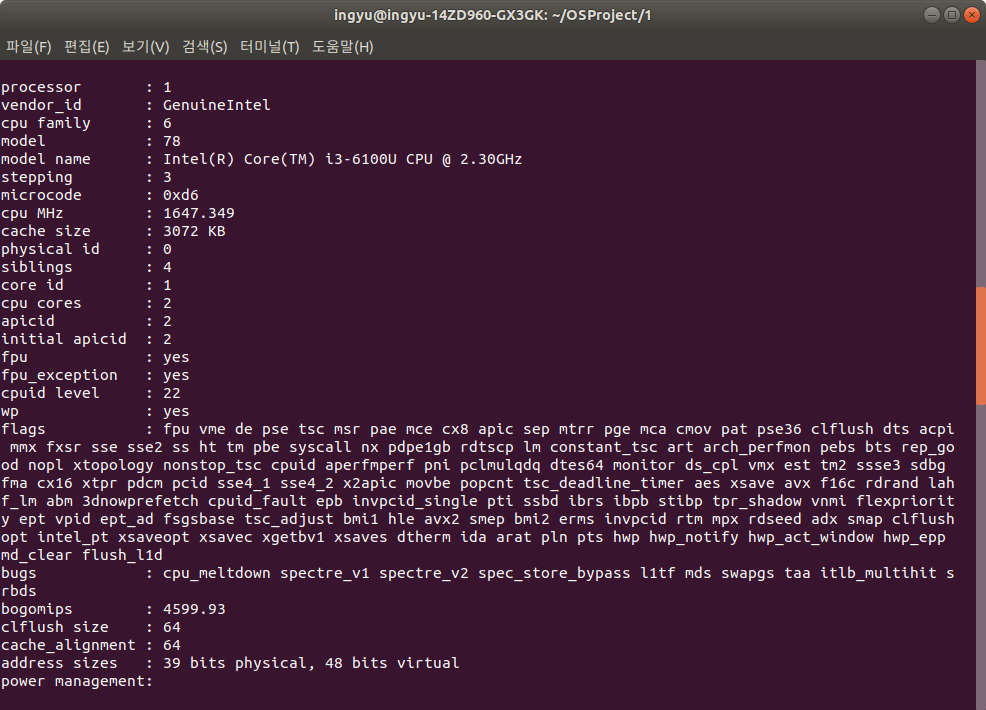 ingyu@ingyu-14ZD960-GX3GK: ~/OSProject/1
파일(F) 편집(E) 보기(V) 검색(S) 터미널(T) 도움말(H)
processor : 1
vendor_id : GenuineIntel
cpu family : 6
model : 78
model name : Intel(R) Core(TM) i3-6100U CPU @ 2.30GHz
stepping : 3
microcode : 0xd6
cpu MHz : 1647.349
cache size : 3072 KB
physical id : 0
siblings : 4
core id : 1
cpu cores : 2
apicid : 2
initial apicid : 2
fpu : yes
fpu_exception : yes
cpuid level : 22
wp : yes
flags : fpu vme de pse tsc msr pae mce cx8 apic sep mtrr pge mca cmov pat pse36 clflush dts acpi
mmx fxsr sse sse2 ss ht tm pbe syscall nx pdpe1gb rdtscp lm constant_tsc art arch_perfmon pebs bts rep_go
od nopl xtopology nonstop_tsc cpuid aperfmperf pni pclmulqdq dtes64 monitor ds_cpl vmx est tm2 ssse3 sdbg
fma cx16 xtpr pdcm pcid sse4_1 sse4_2 x2apic movbe popcnt tsc_deadline_timer aes xsave avx f16c rdrand lah
f_lm abm 3dnowprefetch cpuid_fault epb invpcid_single pti ssbd ibrs ibpb stibp tpr_shadow vnmi flexpriorit
y ept vpid ept_ad fsgsbase tsc_adjust bmi1 hle avx2 smep bmi2 erms invpcid rtm mpx rdseed adx smap clflush
opt intel_pt xsaveopt xsavec xgetbv1 xsaves dtherm ida arat pln pts hwp hwp_notify hwp_act_window hwp_epp
md_clear flush_l1d
bugs : cpu_meltdown spectre_v1 spectre_v2 spec_store_bypass l1tf mds swapgs taa itlb_multihit s
rbds
bogomips : 4599.93
clflush size : 64
cache_alignment : 64
address sizes : 39 bits physical, 48 bits virtual
power management: